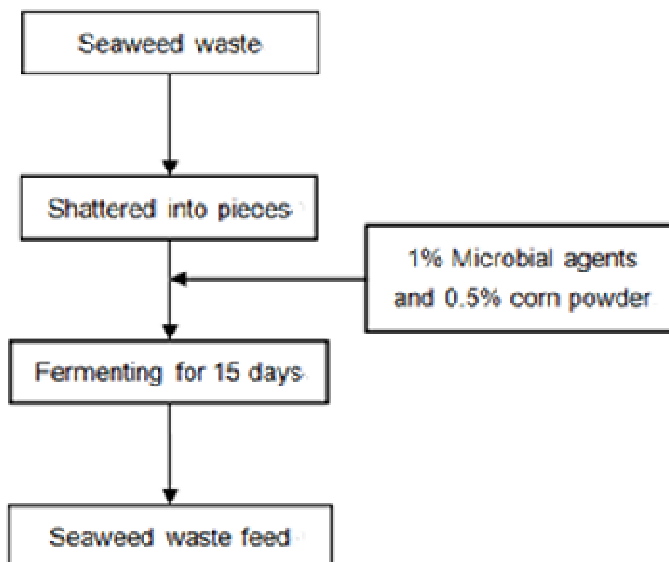 Seaweed waste
Shattered into pieces
1% Microbial agents
and 0.5% corn powder
Fermenting for 15 days
Seaweed waste feed